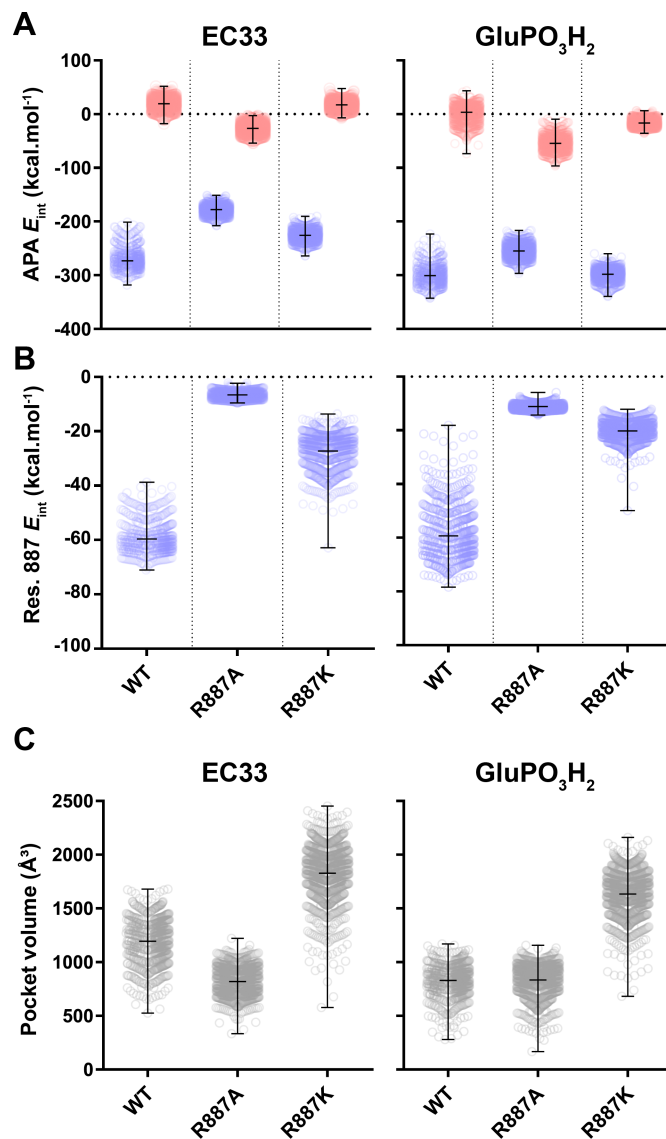 A
EC33
GluPO₃H₂
APA Eint (kcal.mol⁻¹)
100
0
-100
-200
-300
-400
B
Res. 887 Eint (kcal.mol⁻¹)
0
-20
-40
-60
-80
-100
WT
R887A
R887K
WT
R887A
R887K
C
EC33
GluPO₃H₂
Pocket volume (Å³)
2500
2000
1500
1000
500
0
WT
R887A
R887K
WT
R887A
R887K